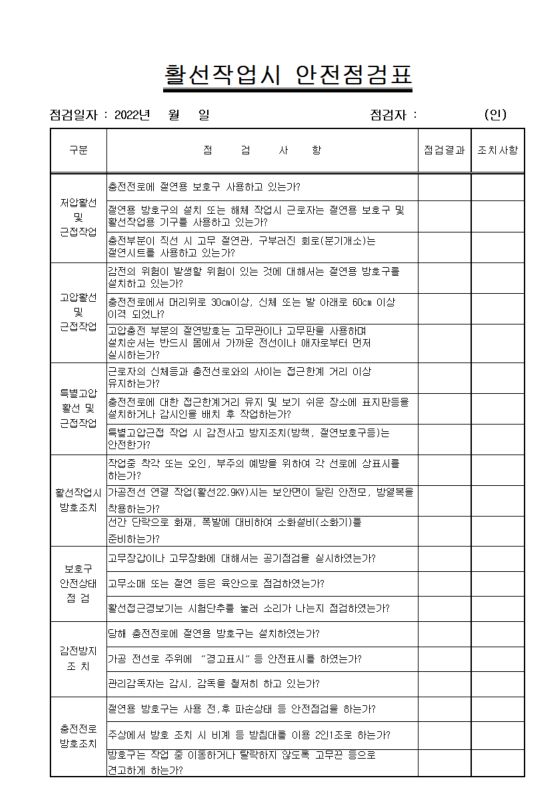 활선작업시 안전점검표
점검일자 : 2022년 월 일 점검자 : (인)
구분 점 검 사 항 점검결과 조치사항
저압활선
및
근접작업
충전전로에 절연용 보호구 사용하고 있는가?
절연용 방호구의 설치 또는 해체 작업시 근로자는 절연용 보호구 및
활선작업용 기구를 사용하고 있는가?
충전부분이 직선 시 고무 절연관, 구부러진 회로(분기개소)는
절연시트를 사용하고 있는가?
고압활선
및
근접작업
감전의 위험이 발생할 위험이 있는 것에 대해서는 절연용 방호구를
설치하고 있는가?
충전전로에서 머리위로 30㎝이상, 신체 또는 발 아래로 60㎝ 이상
이격 되었나?
고압충전 부분의 절연방호는 고무관이나 고무판을 사용하며
설치순서는 반드시 몸에서 가까운 전선이나 애자로부터 먼저
실시하는가?
특별고압
활선 및
근접작업
근로자의 신체등과 충전선로와의 사이는 접근한계 거리 이상
유지하는가?
충전전로에 대한 접근한계거리 유지 및 보기 쉬운 장소에 표지판등을
설치하거나 감시인을 배치 후 작업하는가?
특별고압근접 작업 시 감전사고 방지조치(방책, 절연보호구등)는
안전한가?
활선작업시
방호조치
작업중 착각 또는 오인, 부주의 예방을 위하여 각 선로에 상표시를
하는가?
가공전선 연결 작업(활선22.9KV)시는 보안면이 달린 안전모, 방열복을
착용하는가?
선간 단락으로 화재, 폭발에 대비하여 소화설비(소화기)를
준비하는가?
보호구
안전상태
점 검
고무장갑이나 고무장화에 대해서는 공기점검을 실시하였는가?
고무소매 또는 절연 등은 육안으로 점검하였는가?
활선접근경보기는 시험단추를 눌러 소리가 나는지 점검하였는가?
감전방지
조 치
당해 충전전로에 절연용 방호구는 설치하였는가?
가공 전선로 주위에 “경고표시” 등 안전표시를 하였는가?
관리감독자는 감시, 감독을 철저히 하고 있는가?
충전전로
방호조치
절연용 방호구는 사용 전,후 파손상태 등 안전점검을 하는가?
주상에서 방호 조치 시 비계 등 받침대를 이용 2인1조로 하는가?
방호구는 작업 중 이동하거나 탈락하지 않도록 고무끈 등으로
견고하게 하는가?